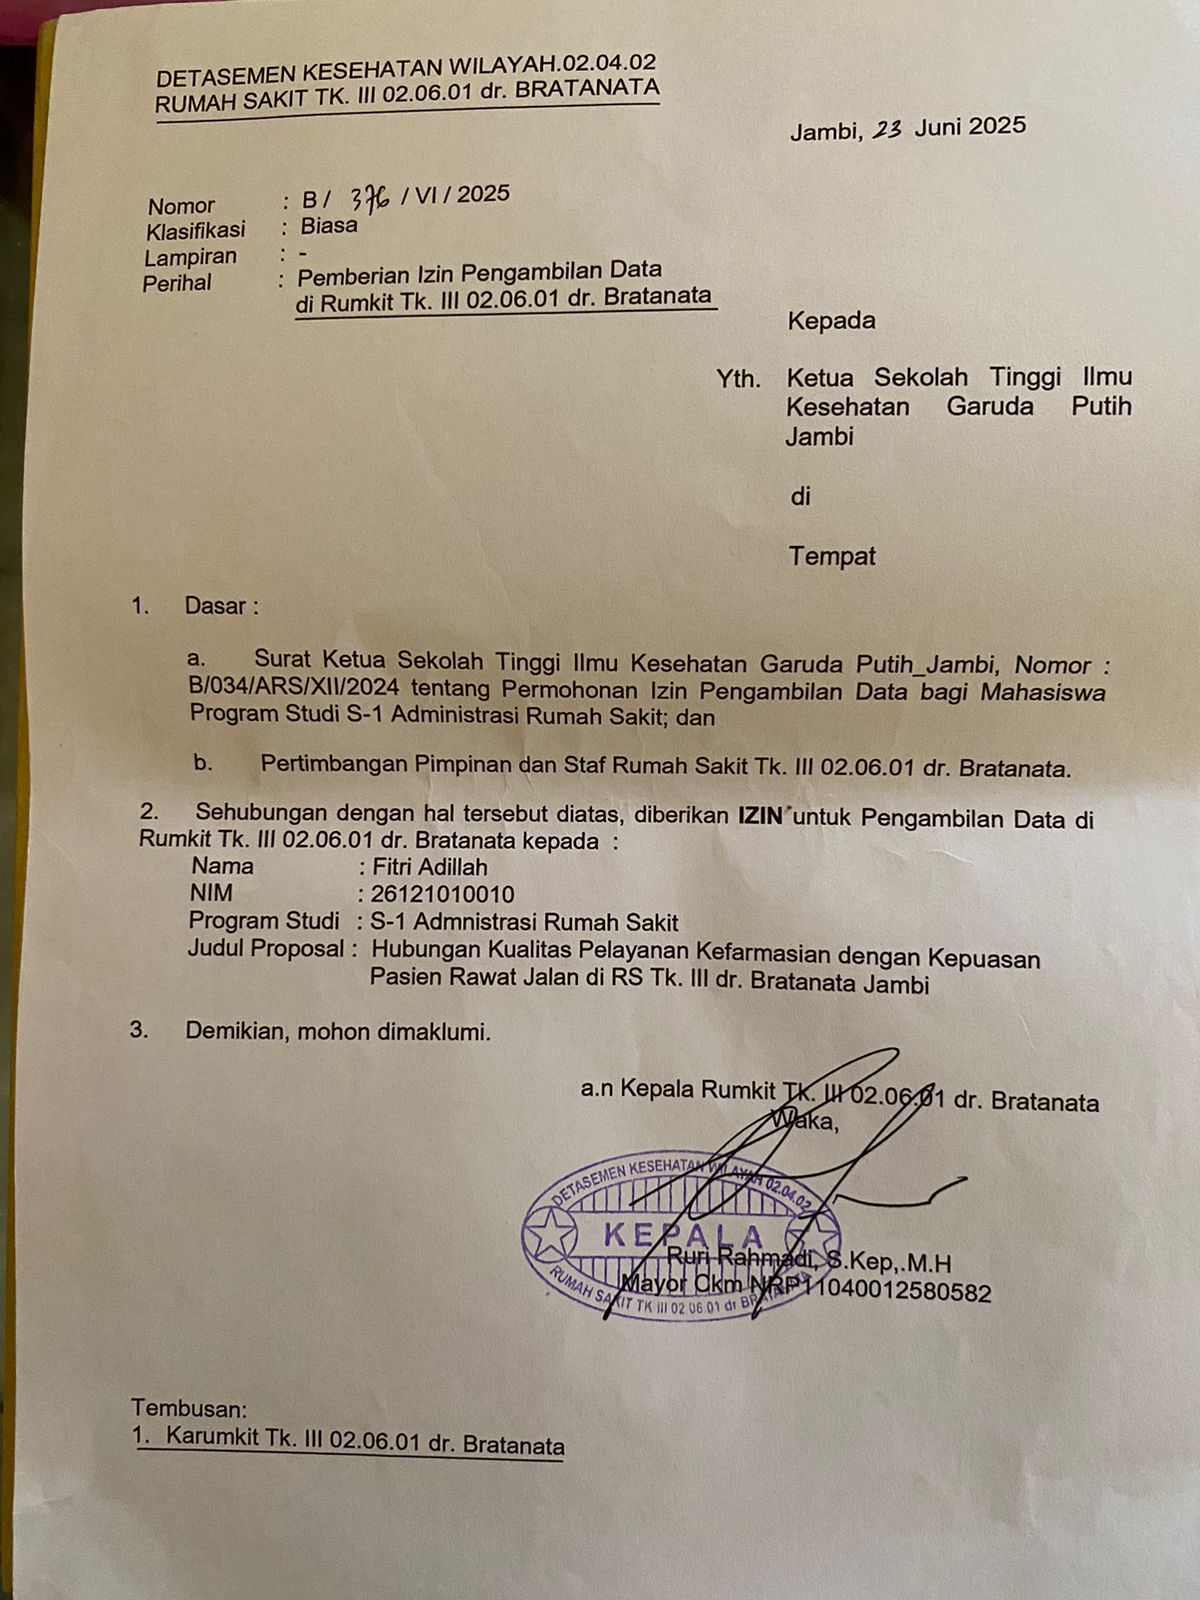 DETASEMEN KESEHATAN WILAYAH.02.04.02
RUMAH SAKIT TK. III 02.06.01 dr. BRATANATA
Jambi, 23 Juni 2025
Nomor : B / 376 / VI / 2025
Klasifikasi : Biasa
Lampiran : -
Perihal : Pemberian Izin Pengambilan Data
di Rumkit Tk. III 02.06.01 dr. Bratanata
Kepada
Yth. Ketua Sekolah Tinggi Ilmu
Kesehatan Garuda Putih
Jambi
di
Tempat
1. Dasar :
a. Surat Ketua Sekolah Tinggi Ilmu Kesehatan Garuda Putih_Jambi, Nomor :
B/034/ARS/XII/2024 tentang Permohonan Izin Pengambilan Data bagi Mahasiswa
Program Studi S-1 Administrasi Rumah Sakit; dan
b. Pertimbangan Pimpinan dan Staf Rumah Sakit Tk. III 02.06.01 dr. Bratanata.
2. Sehubungan dengan hal tersebut diatas, diberikan IZIN untuk Pengambilan Data di
Rumkit Tk. III 02.06.01 dr. Bratanata kepada :
Nama : Fitri Adillah
NIM : 26121010010
Program Studi : S-1 Admnistrasi Rumah Sakit
Judul Proposal : Hubungan Kualitas Pelayanan Kefarmasian dengan Kepuasan
Pasien Rawat Jalan di RS Tk. III dr. Bratanata Jambi
3. Demikian, mohon dimaklumi.
a.n Kepala Rumkit Tk. III 02.06.01 dr. Bratanata
Waka,
DETASEMEN KESEHATAN WILAYAH 02.04.02
KEPALA
RUMAH SAKIT TK III 02 06 01 dr BRATANATA
Ruri Rahmadi, S.Kep,.M.H
Mayor Ckm NRP11040012580582
Tembusan:
1. Karumkit Tk. III 02.06.01 dr. Bratanata